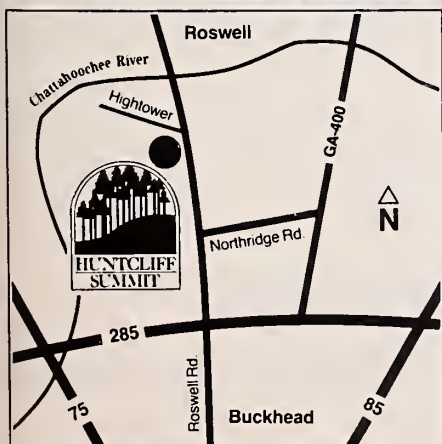 Roswell
Chattahoochee River
Hightower
GA-400
N
Northridge Rd.
HUNTCLIFF
SUMMIT
285
75
Roswell Rd.
Buckhead
85